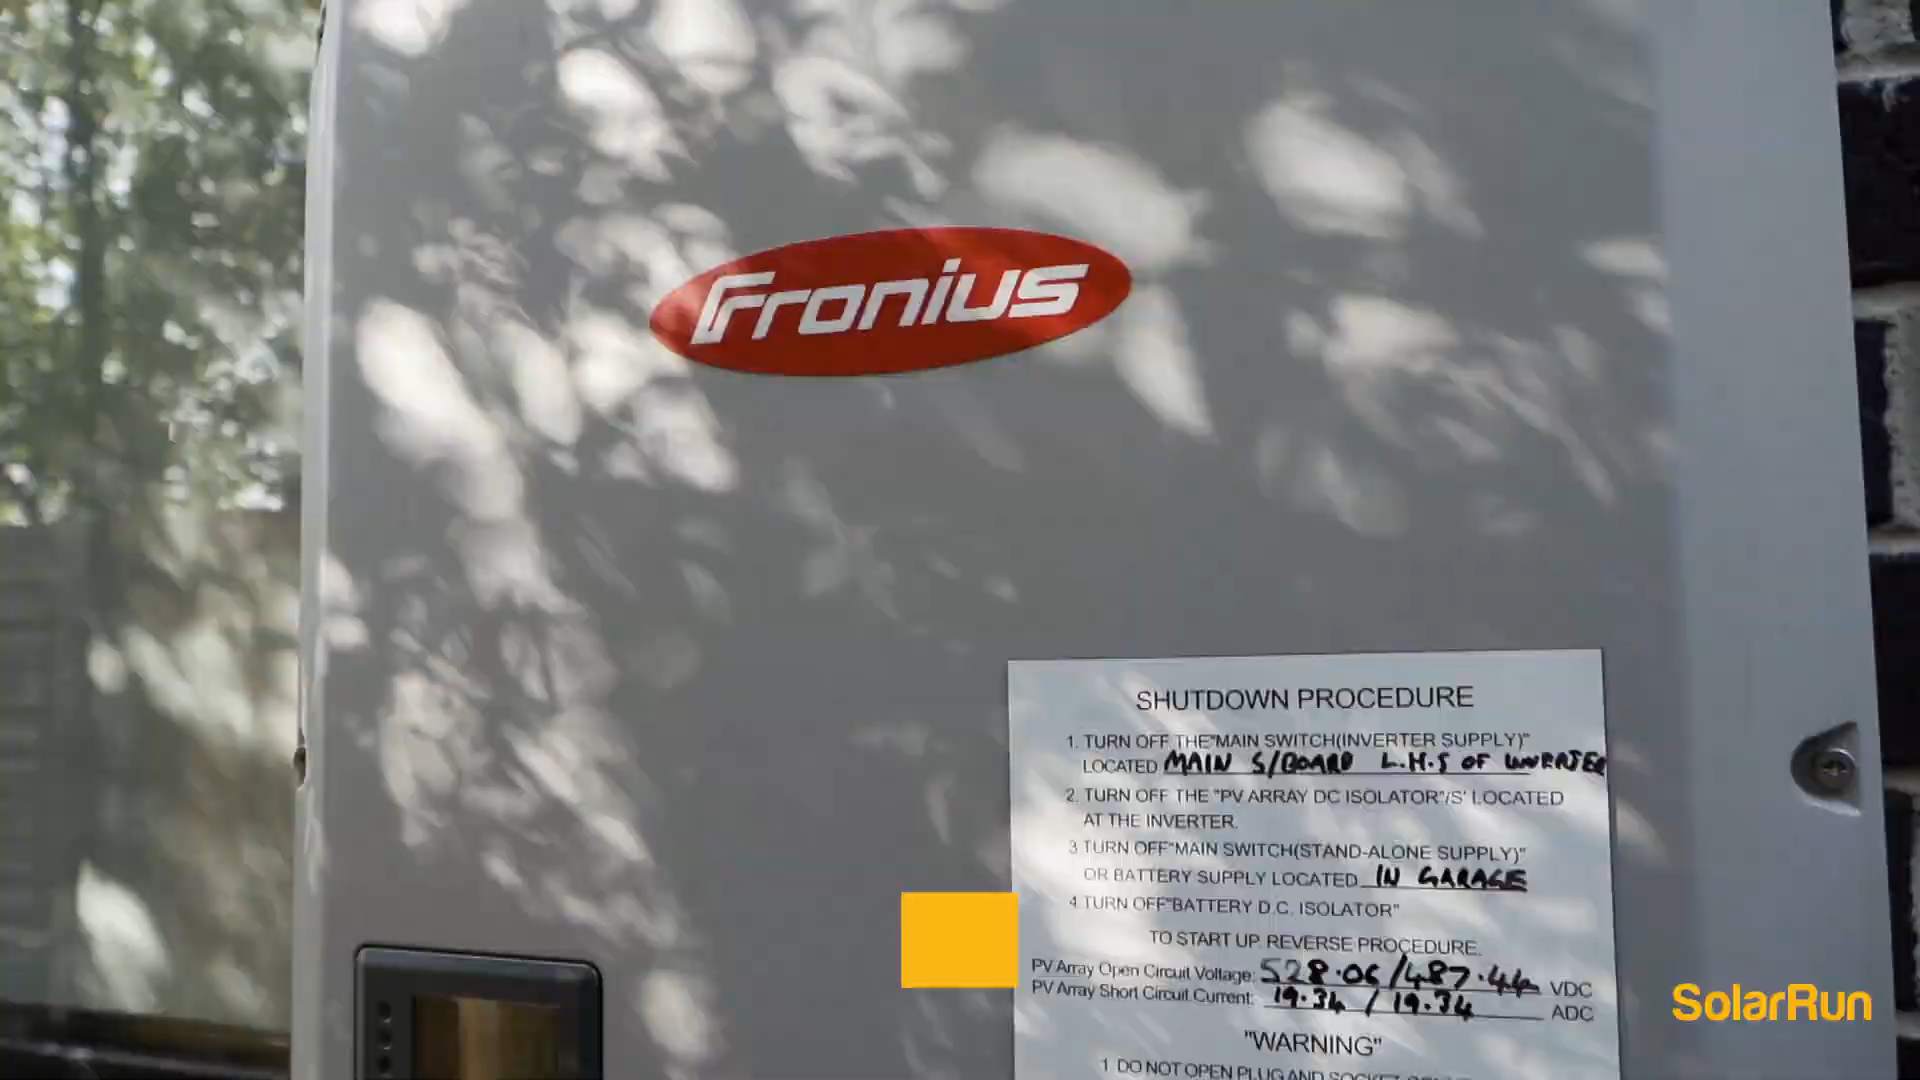 Fronius
SHUTDOWN PROCEDURE
1. TURN OFF THE"MAIN SWITCH(INVERTER SUPPLY)"
LOCATED MAIN S/BOARD L.H.S OF INVERTER
2. TURN OFF THE "PV ARRAY DC ISOLATOR"/S' LOCATED
AT THE INVERTER.
3 TURN OFF"MAIN SWITCH(STAND-ALONE SUPPLY)"
OR BATTERY SUPPLY LOCATED IN GARAGE
4 TURN OFF"BATTERY D.C. ISOLATOR"
TO START UP REVERSE PROCEDURE.
PV Array Open Circuit Voltage: 528.06/487.44 VDC
PV Array Short Circuit Current: 19.34 / 19.34 ADC
"WARNING"
1 DO NOT OPEN PLUG AND SOCKET
SolarRun